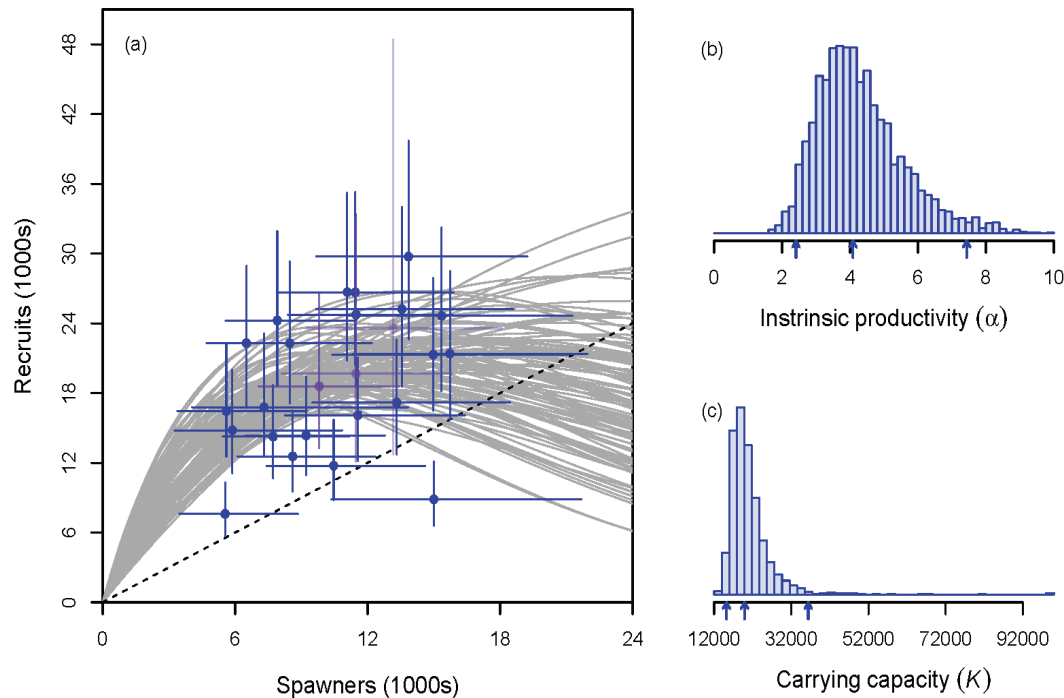 (a)
48
42
36
30
24
18
12
6
0
Recruits (1000s)
0 6 12 18 24
Spawners (1000s)
(b)
0 2 4 6 8 10
Instrinsic productivity (α)
(c)
12000 32000 52000 72000 92000
Carrying capacity (K)